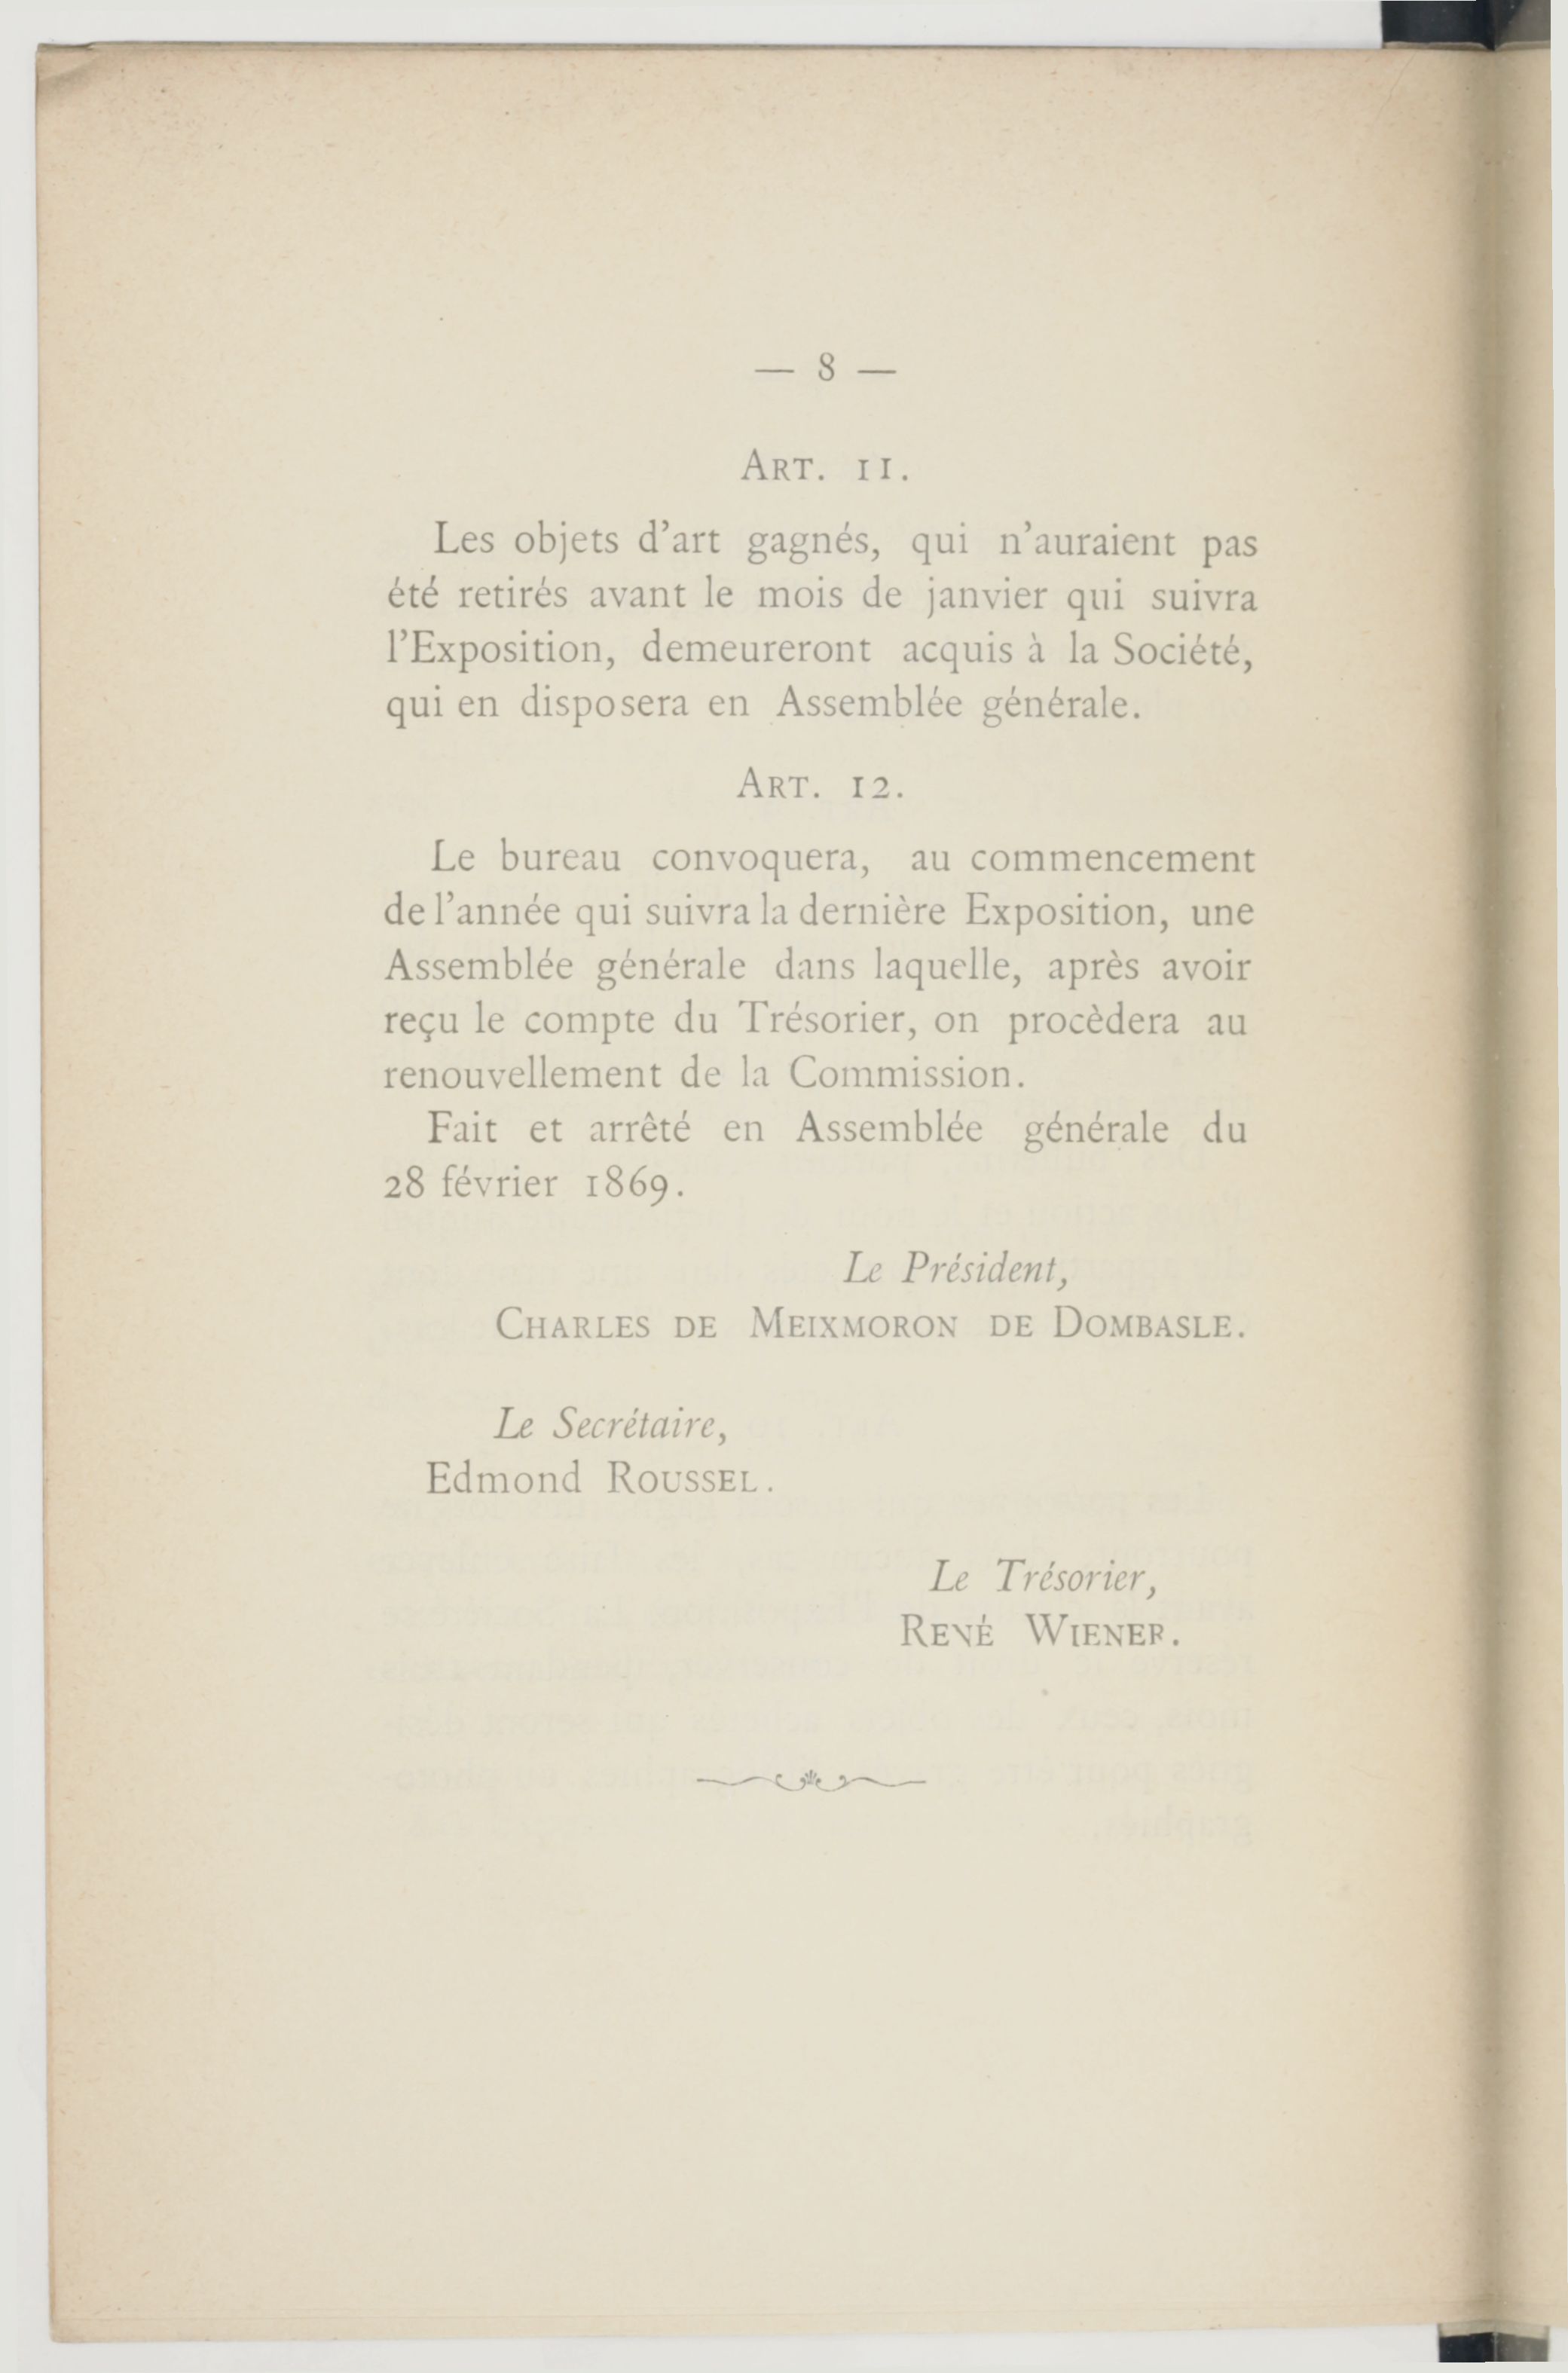 — 8 —
ART. 11.
Les objets d'art gagnés, qui n'auraient pas
été retirés avant le mois de janvier qui suivra
l'Exposition, demeureront acquis à la Société,
qui en disposera en Assemblée générale.
ART. 12.
Le bureau convoquera, au commencement
de l'année qui suivra la dernière Exposition, une
Assemblée générale dans laquelle, après avoir
reçu le compte du Trésorier, on procèdera au
renouvellement de la Commission.
Fait et arrêté en Assemblée générale du
28 février 1869.
Le Président,
CHARLES DE MEIXMORON DE DOMBASLE.
Le Secrétaire,
Edmond ROUSSEL.
Le Trésorier,
RENÉ WIENER.